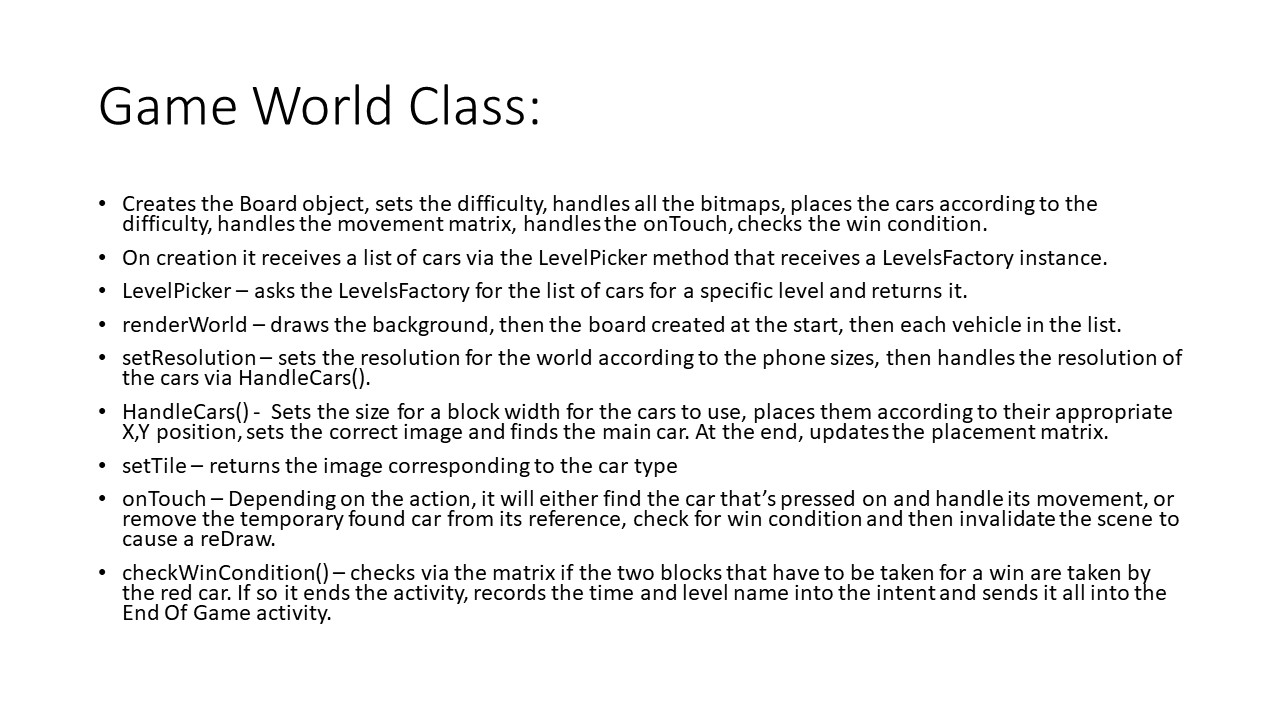 Game World Class:
• Creates the Board object, sets the difficulty, handles all the bitmaps, places the cars according to the
difficulty, handles the movement matrix, handles the onTouch, checks the win condition.
• On creation it receives a list of cars via the LevelPicker method that receives a LevelsFactory instance.
• LevelPicker – asks the LevelsFactory for the list of cars for a specific level and returns it.
• renderWorld – draws the background, then the board created at the start, then each vehicle in the list.
• setResolution – sets the resolution for the world according to the phone sizes, then handles the resolution of
the cars via HandleCars().
• HandleCars() - Sets the size for a block width for the cars to use, places them according to their appropriate
X,Y position, sets the correct image and finds the main car. At the end, updates the placement matrix.
• setTile – returns the image corresponding to the car type
• onTouch – Depending on the action, it will either find the car that’s pressed on and handle its movement, or
remove the temporary found car from its reference, check for win condition and then invalidate the scene to
cause a reDraw.
• checkWinCondition() – checks via the matrix if the two blocks that have to be taken for a win are taken by
the red car. If so it ends the activity, records the time and level name into the intent and sends it all into the
End Of Game activity.